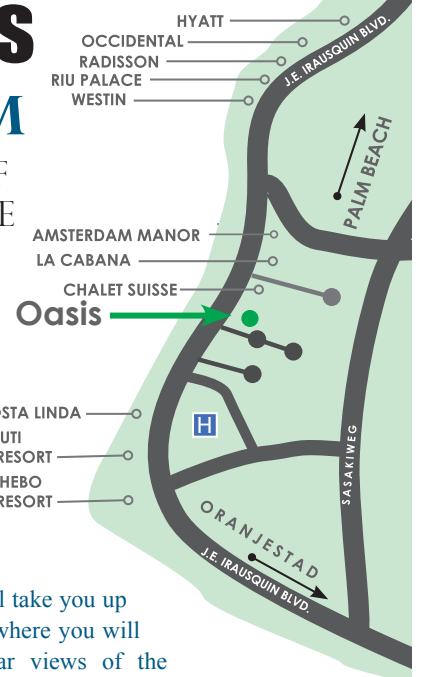 S
M
F
E
HYATT
OCCIDENTAL
RADISSON
RIU PALACE
WESTIN
J.E. IRAUSQUIN BLVD.
PALM BEACH
AMSTERDAM MANOR
LA CABANA
CHALET SUISSE
Oasis
OSTA LINDA
UTI
RESORT
HEBO
RESORT
H
SASAKIWEG
ORANJESTAD
J.E. IRAUSQUIN BLVD.
l take you up
where you will
ar views of the